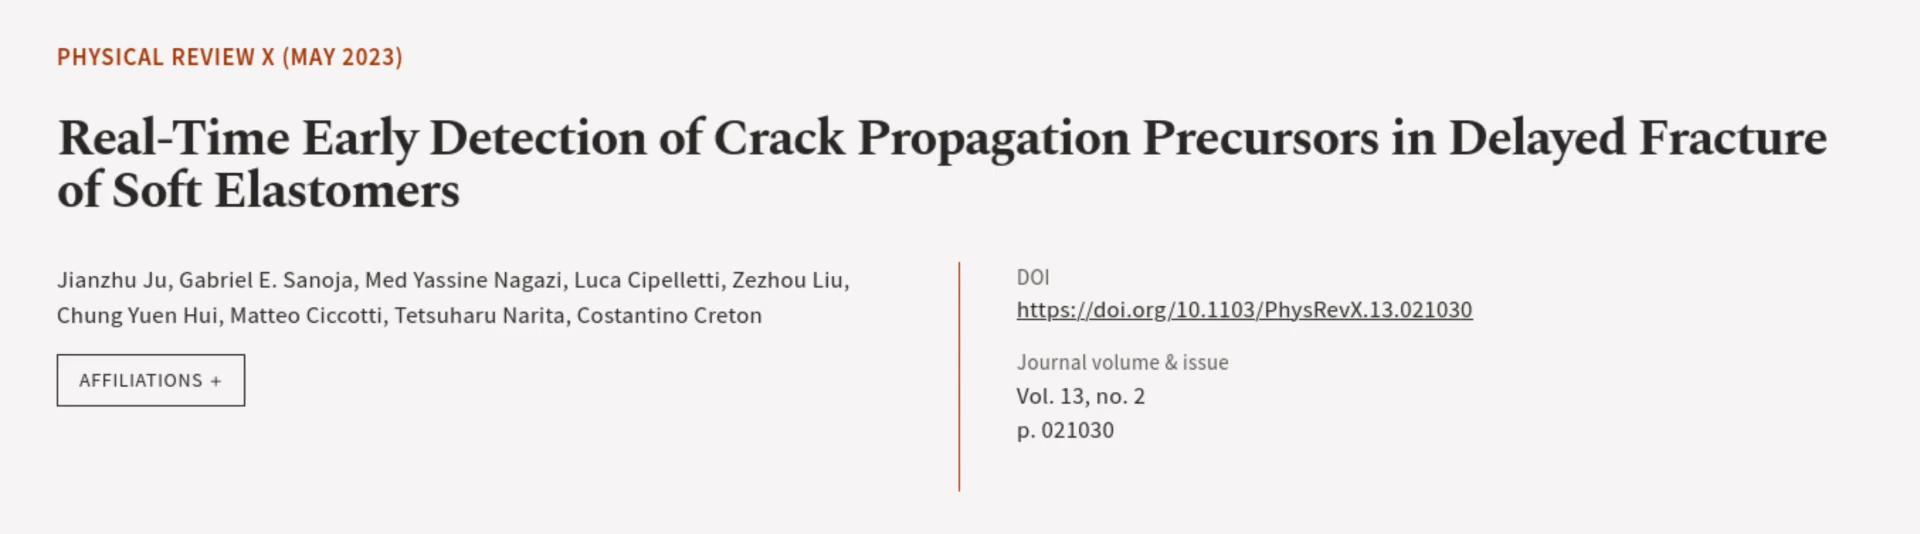 PHYSICAL REVIEW X (MAY 2023)
Real-Time Early Detection of Crack Propagation Precursors in Delayed Fracture
of Soft Elastomers
Jianzhu Ju, Gabriel E. Sanoja, Med Yassine Nagazi, Luca Cipelletti, Zezhou Liu,
Chung Yuen Hui, Matteo Ciccotti, Tetsuharu Narita, Costantino Creton
AFFILIATIONS +
DOI
https://doi.org/10.1103/PhysRevX.13.021030
Journal volume & issue
Vol. 13, no. 2
p. 021030